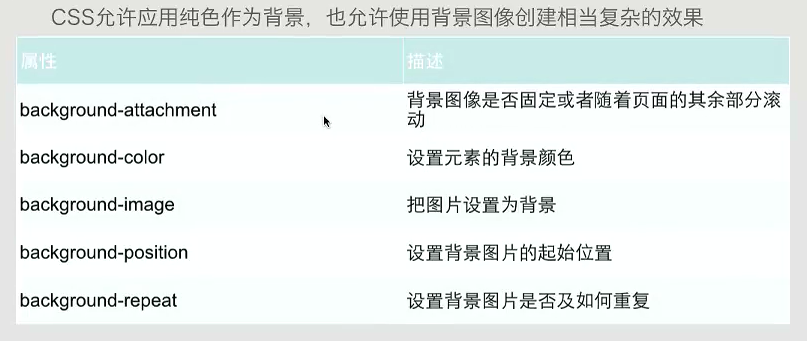 CSS允许应用纯色作为背景，也允许使用背景图像创建相当复杂的效果
属性 描述
background-attachment 背景图像是否固定或者随着页面的其余部分滚
动
background-color 设置元素的背景颜色
background-image 把图片设置为背景
background-position 设置背景图片的起始位置
background-repeat 设置背景图片是否及如何重复